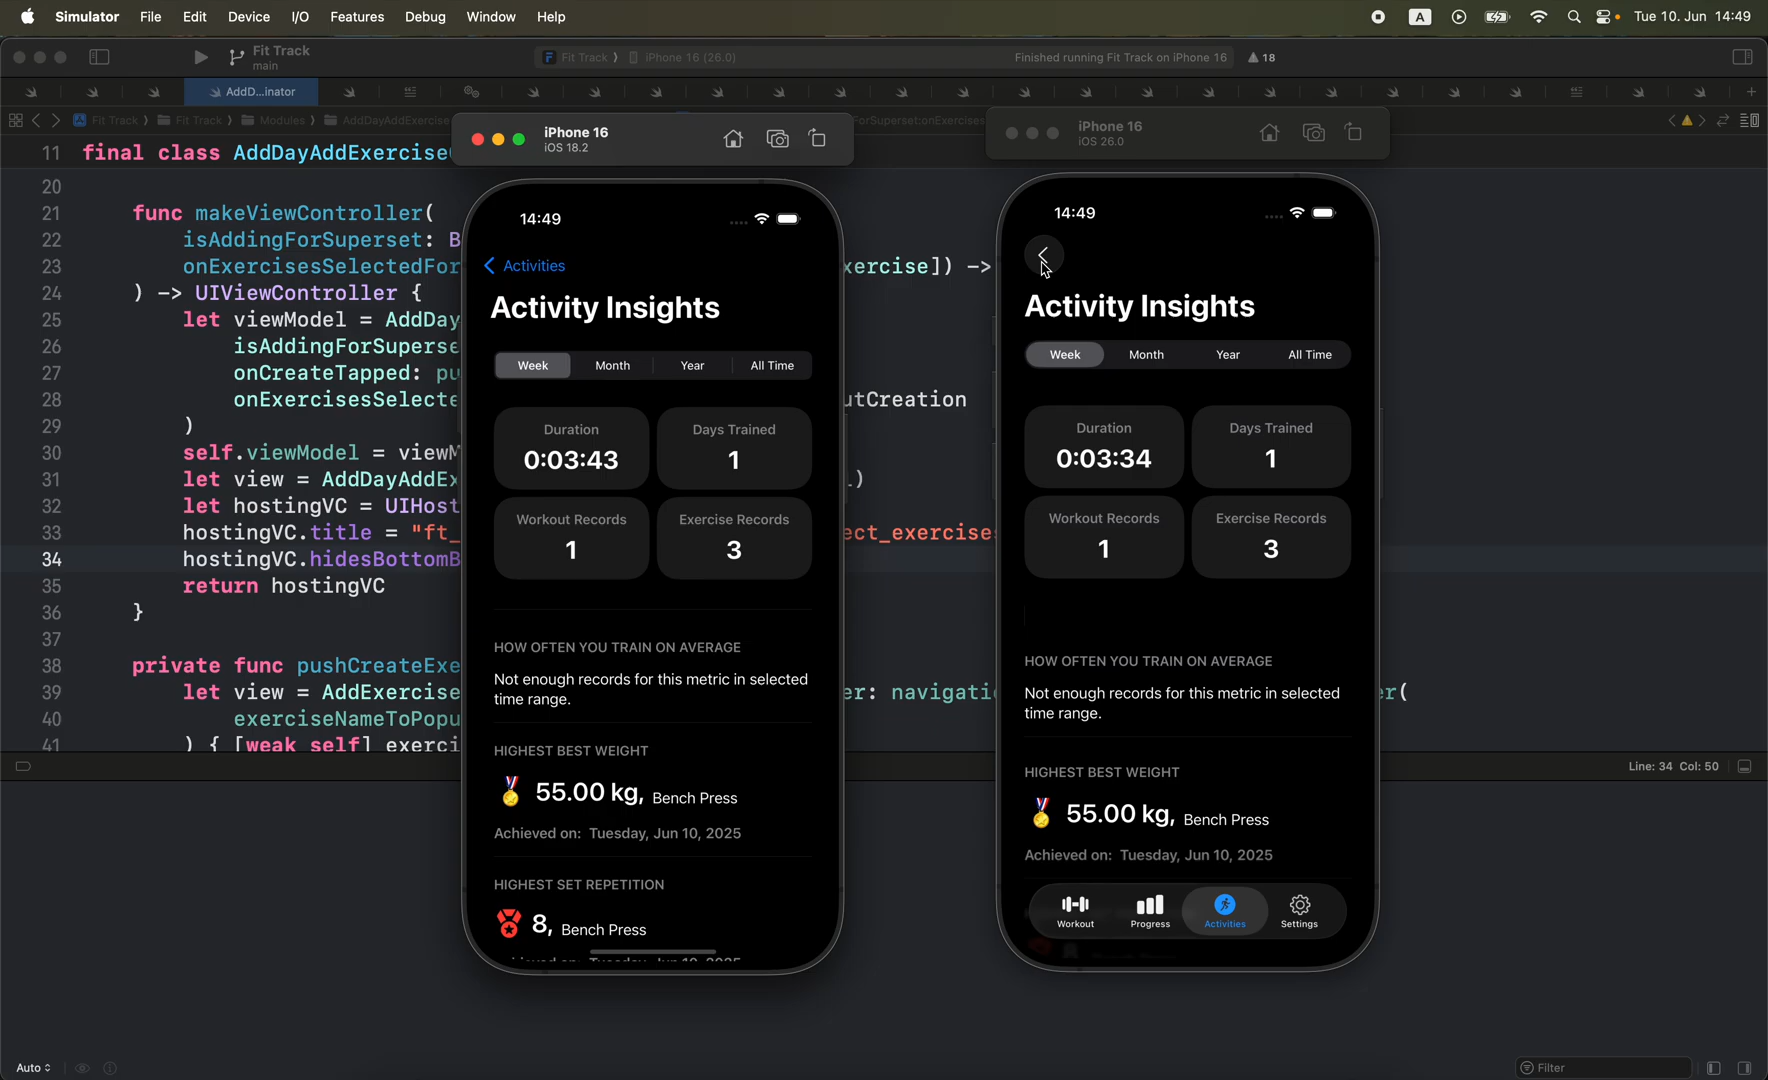 Simulator File Edit Device I/O Features Debug Window Help
A Tue 10. Jun 14:49
Fit Track
main
Fit Track iPhone 16 (26.0)
Finished running Fit Track on iPhone 16
18
AddD...inator
Fit Track Fit Track Modules AddDayAddExercise
ForSuperset:onExercises
11 final class AddDayAddExercise
20
21 func makeViewController(
22 isAddingForSuperset: B
23 onExercisesSelectedFor
xercise]) ->
24 ) -> UIViewController {
25 let viewModel = AddDay
26 isAddingForSuperse
27 onCreateTapped: pu
28 onExercisesSelecte
utCreation
29 )
30 self.viewModel = viewM
31 let view = AddDayAddEx
)
32 let hostingVC = UIHost
33 hostingVC.title = "ft_
ect_exercises
34 hostingVC.hidesBottomB
35 return hostingVC
36 }
37
38 private func pushCreateExe
39 let view = AddExercise
er: navigati
er(
40 exerciseNameToPopu
41 ) { [weak self] exerci
Line: 34 Col: 50
Auto
Filter
iPhone 16
iOS 18.2
14:49
Activities
Activity Insights
Week Month Year All Time
Duration
0:03:43
Days Trained
1
Workout Records
1
Exercise Records
3
HOW OFTEN YOU TRAIN ON AVERAGE
Not enough records for this metric in selected
time range.
HIGHEST BEST WEIGHT
55.00 kg, Bench Press
Achieved on: Tuesday, Jun 10, 2025
HIGHEST SET REPETITION
8, Bench Press
iPhone 16
iOS 26.0
14:49
Activity Insights
Week Month Year All Time
Duration
0:03:34
Days Trained
1
Workout Records
1
Exercise Records
3
HOW OFTEN YOU TRAIN ON AVERAGE
Not enough records for this metric in selected
time range.
HIGHEST BEST WEIGHT
55.00 kg, Bench Press
Achieved on: Tuesday, Jun 10, 2025
Workout Progress Activities Settings